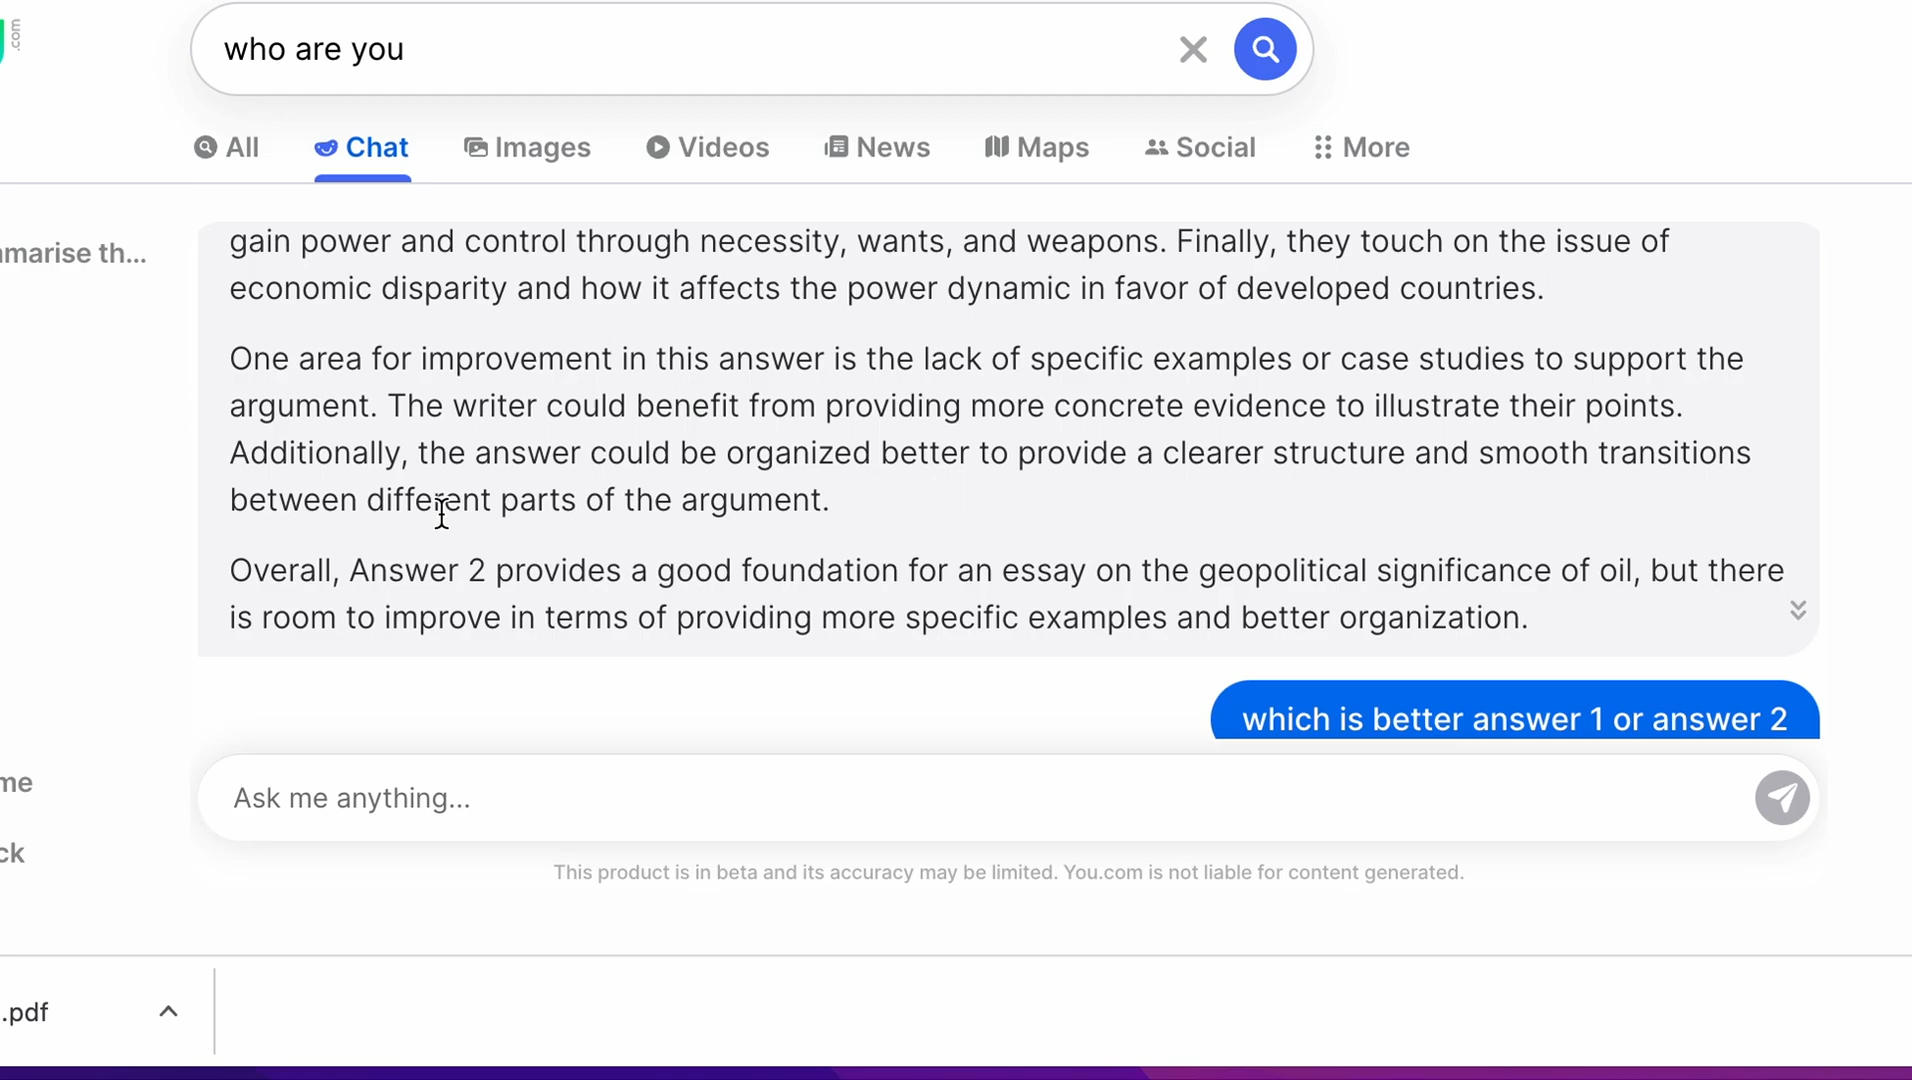 .com
who are you
All Chat Images Videos News Maps Social More
marise th...
gain power and control through necessity, wants, and weapons. Finally, they touch on the issue of
economic disparity and how it affects the power dynamic in favor of developed countries.
One area for improvement in this answer is the lack of specific examples or case studies to support the
argument. The writer could benefit from providing more concrete evidence to illustrate their points.
Additionally, the answer could be organized better to provide a clearer structure and smooth transitions
between different parts of the argument.
Overall, Answer 2 provides a good foundation for an essay on the geopolitical significance of oil, but there
is room to improve in terms of providing more specific examples and better organization.
which is better answer 1 or answer 2
me
Ask me anything...
ck
This product is in beta and its accuracy may be limited. You.com is not liable for content generated.
.pdf